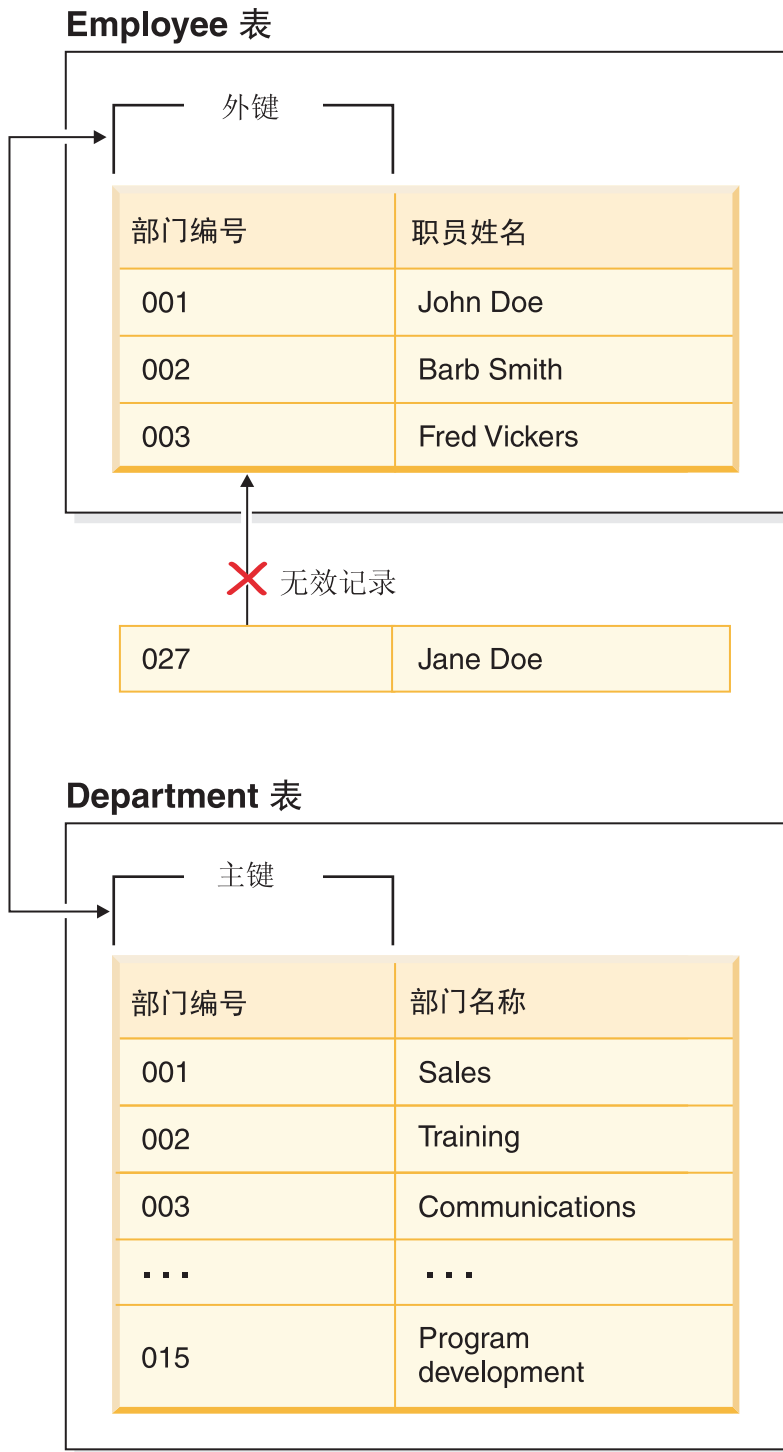 Employee 表
外键
部门编号 职员姓名
001 John Doe
002 Barb Smith
003 Fred Vickers
无效记录
027 Jane Doe
Department 表
主键
部门编号 部门名称
001 Sales
002 Training
003 Communications
... ...
015 Program
development